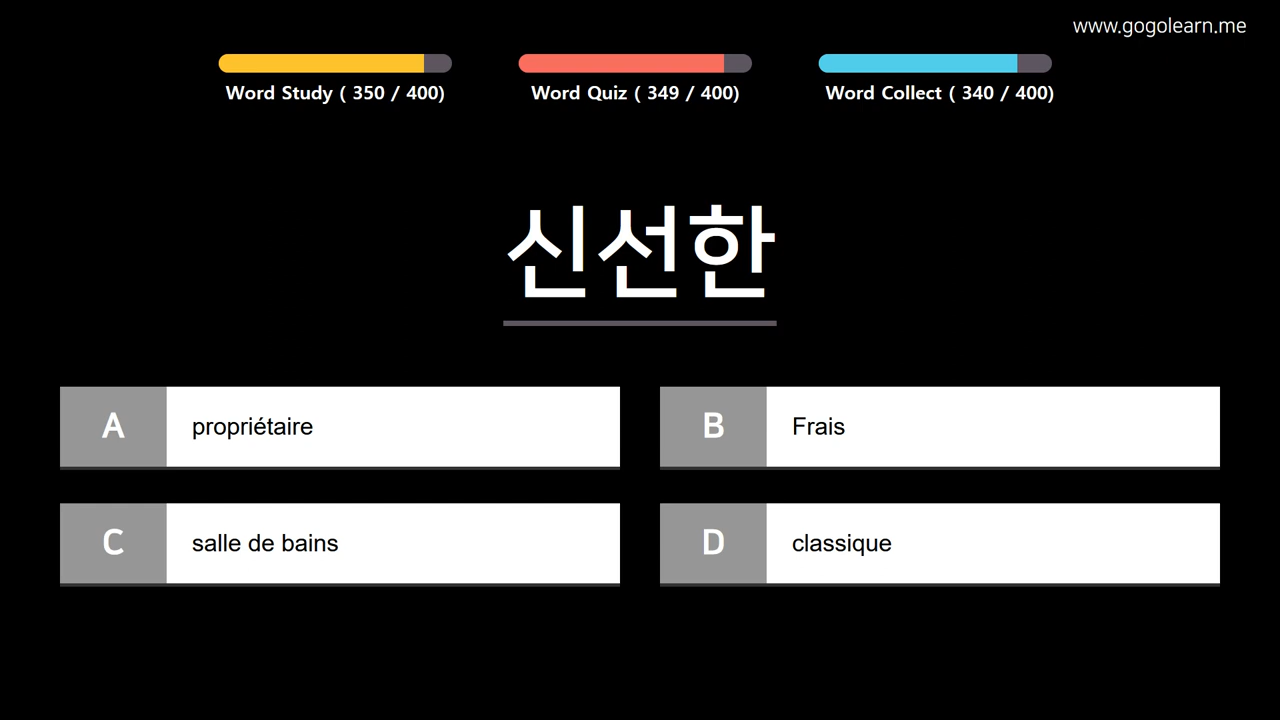 www.gogolearn.me
Word Study ( 350 / 400)
Word Quiz ( 349 / 400)
Word Collect ( 340 / 400)
신선한
A propriétaire
B Frais
C salle de bains
D classique